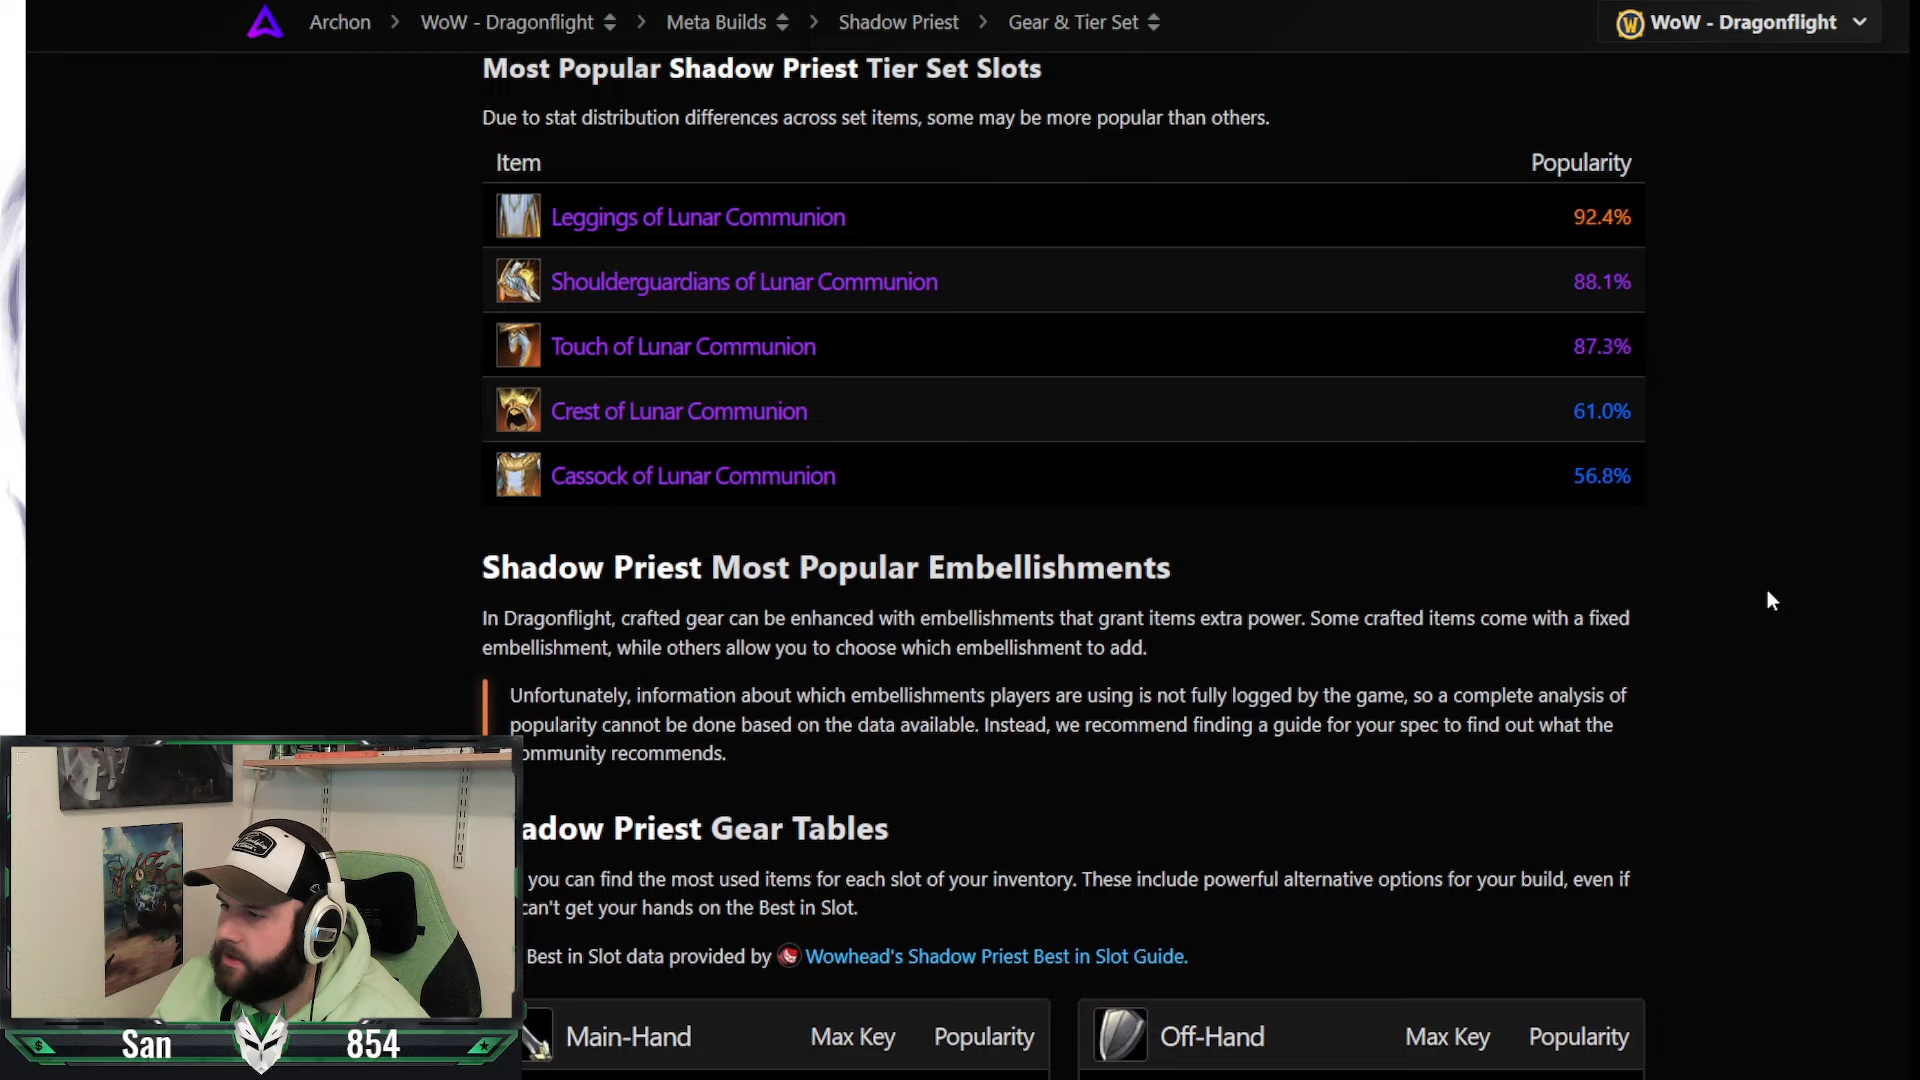 Archon > WoW - Dragonflight > Meta Builds > Shadow Priest > Gear & Tier Set
WoW - Dragonflight
Most Popular Shadow Priest Tier Set Slots
Due to stat distribution differences across set items, some may be more popular than others.
Item Popularity
Leggings of Lunar Communion 92.4%
Shoulderguardians of Lunar Communion 88.1%
Touch of Lunar Communion 87.3%
Crest of Lunar Communion 61.0%
Cassock of Lunar Communion 56.8%
Shadow Priest Most Popular Embellishments
In Dragonflight, crafted gear can be enhanced with embellishments that grant items extra power. Some crafted items come with a fixed
embellishment, while others allow you to choose which embellishment to add.
Unfortunately, information about which embellishments players are using is not fully logged by the game, so a complete analysis of
popularity cannot be done based on the data available. Instead, we recommend finding a guide for your spec to find out what the
ommunity recommends.
adow Priest Gear Tables
you can find the most used items for each slot of your inventory. These include powerful alternative options for your build, even if
can't get your hands on the Best in Slot.
Best in Slot data provided by Wowhead's Shadow Priest Best in Slot Guide.
Main-Hand Max Key Popularity
Off-Hand Max Key Popularity
San 854